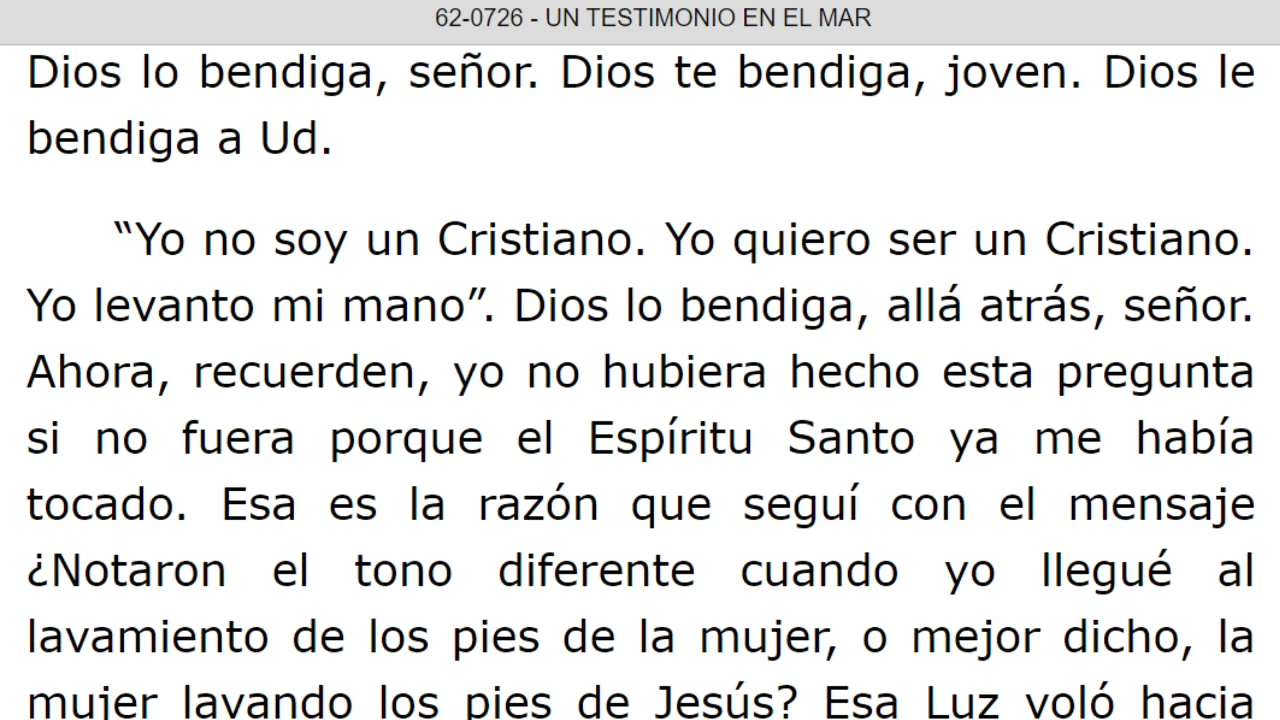 62-0726 - UN TESTIMONIO EN EL MAR
Dios lo bendiga, señor. Dios te bendiga, joven. Dios le
bendiga a Ud.
“Yo no soy un Cristiano. Yo quiero ser un Cristiano.
Yo levanto mi mano”. Dios lo bendiga, allá atrás, señor.
Ahora, recuerden, yo no hubiera hecho esta pregunta
si no fuera porque el Espíritu Santo ya me había
tocado. Esa es la razón que seguí con el mensaje
¿Notaron el tono diferente cuando yo llegué al
lavamiento de los pies de la mujer, o mejor dicho, la
mujer lavando los pies de Jesús? Esa Luz voló hacia